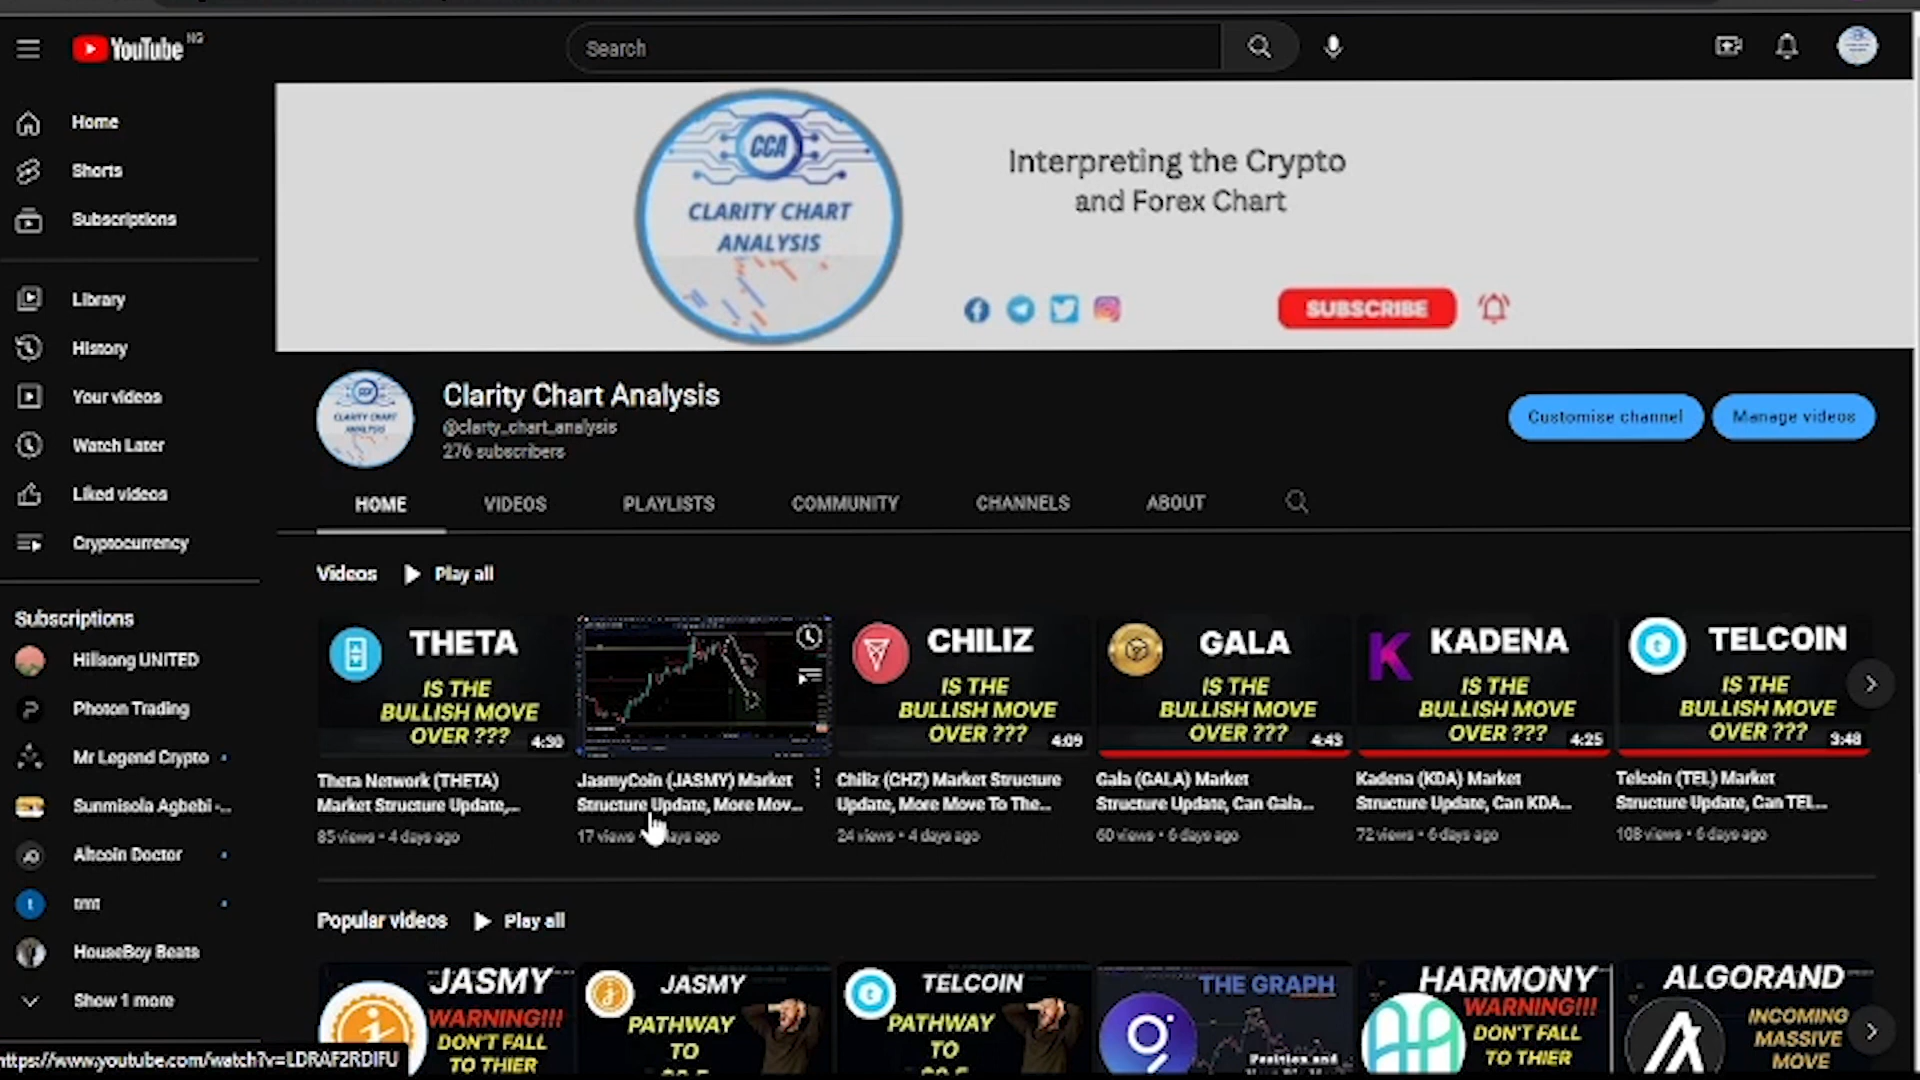 YouTube NG
Search
Home
Shorts
Subscriptions
Library
History
Your videos
Watch Later
Liked videos
Cryptocurrency
Subscriptions
Hillsong UNITED
Photon Trading
Mr Legend Crypto
Sunmisola Agbebi -...
Altcoin Doctor
tmt
HouseBoy Beats
Show 1 more
CCA
CLARITY CHART
ANALYSIS
Interpreting the Crypto
and Forex Chart
SUBSCRIBE
CLARITY CHART
ANALYSIS
Clarity Chart Analysis
@clarty_chart_analysis
276 subscribers
Customise channel
Manage videos
HOME
VIDEOS
PLAYLISTS
COMMUNITY
CHANNELS
ABOUT
Videos
Play all
THETA
IS THE
BULLISH MOVE
OVER ???
4:30
Theta Network (THETA)
Market Structure Update,...
85 views • 4 days ago
JasmyCoin (JASMY) Market
Structure Update, More Mov...
17 views • days ago
CHILIZ
IS THE
BULLISH MOVE
OVER ???
4:09
Chiliz (CHZ) Market Structure
Update, More Move To The...
24 views • 4 days ago
GALA
IS THE
BULLISH MOVE
OVER ???
4:43
Gala (GALA) Market
Structure Update, Can Gala...
60 views • 6 days ago
KADENA
IS THE
BULLISH MOVE
OVER ???
4:25
Kadena (KDA) Market
Structure Update, Can KDA...
72 views • 6 days ago
TELCOIN
IS THE
BULLISH MOVE
OVER ???
3:48
Telcoin (TEL) Market
Structure Update, Can TEL...
108 views • 6 days ago
Popular videos
Play all
JASMY
WARNING!!!
DON'T FALL
TO THIER
JASMY
PATHWAY
TO
TELCOIN
PATHWAY
TO
THE GRAPH
Position and
HARMONY
WARNING!!!
DON'T FALL
TO THIER
ALGORAND
INCOMING
MASSIVE
MOVE
https://www.youtube.com/watch?v=LDRAF2RDIFU